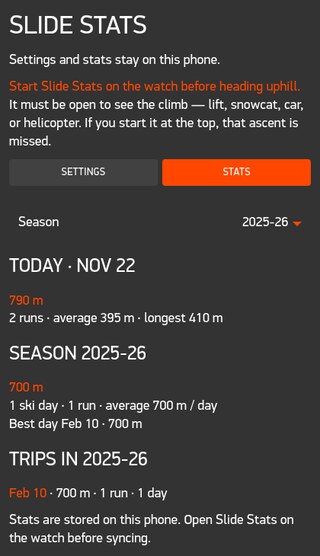 SLIDE STATS
Settings and stats stay on this phone.
Start Slide Stats on the watch before heading uphill.
It must be open to see the climb — lift, snowcat, car,
or helicopter. If you start it at the top, that ascent is
missed.
SETTINGS
STATS
Season
2025-26
TODAY · NOV 22
790 m
2 runs · average 395 m · longest 410 m
SEASON 2025-26
700 m
1 ski day · 1 run · average 700 m / day
Best day Feb 10 · 700 m
TRIPS IN 2025-26
Feb 10 · 700 m · 1 run · 1 day
Stats are stored on this phone. Open Slide Stats on
the watch before syncing.